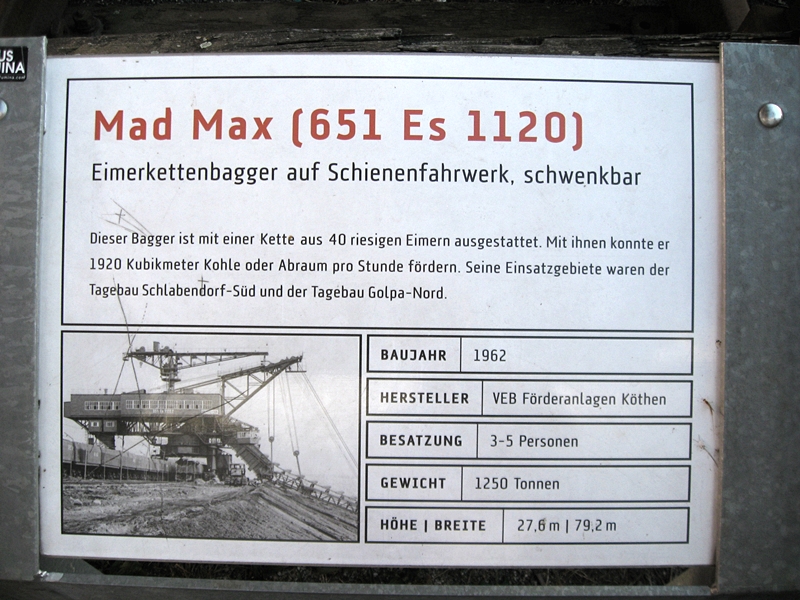 Mad Max (651 Es 1120)
Eimerkettenbagger auf Schienenfahrwerk, schwenkbar
Dieser Bagger ist mit einer Kette aus 40 riesigen Eimern ausgestattet. Mit ihnen konnte er
1920 Kubikmeter Kohle oder Abraum pro Stunde fördern. Seine Einsatzgebiete waren der
Tagebau Schlabendorf-Süd und der Tagebau Golpa-Nord.
BAUJAHR 1962
HERSTELLER VEB Förderanlagen Köthen
BESATZUNG 3-5 Personen
GEWICHT 1250 Tonnen
HÖHE | BREITE 27,6 m | 79,2 m